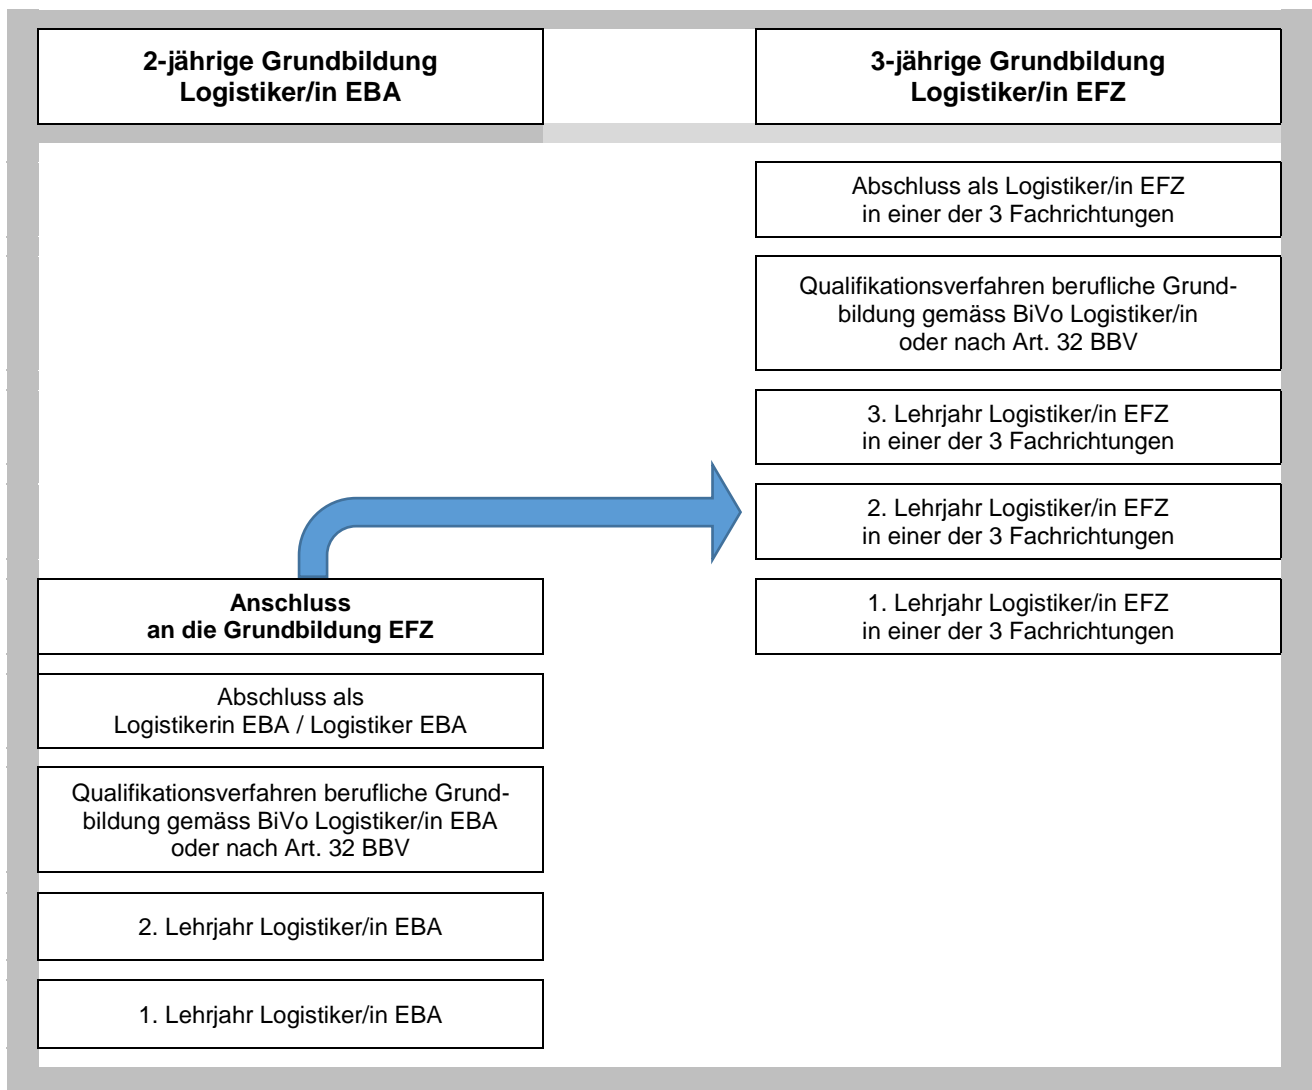 2-jährige Grundbildung
Logistiker/in EBA
3-jährige Grundbildung
Logistiker/in EFZ
Abschluss als Logistiker/in EFZ
in einer der 3 Fachrichtungen
Qualifikationsverfahren berufliche Grund-
bildung gemäss BiVo Logistiker/in
oder nach Art. 32 BBV
3. Lehrjahr Logistiker/in EFZ
in einer der 3 Fachrichtungen
2. Lehrjahr Logistiker/in EFZ
in einer der 3 Fachrichtungen
1. Lehrjahr Logistiker/in EFZ
in einer der 3 Fachrichtungen
Anschluss
an die Grundbildung EFZ
Abschluss als
Logistikerin EBA / Logistiker EBA
Qualifikationsverfahren berufliche Grund-
bildung gemäss BiVo Logistiker/in EBA
oder nach Art. 32 BBV
2. Lehrjahr Logistiker/in EBA
1. Lehrjahr Logistiker/in EBA